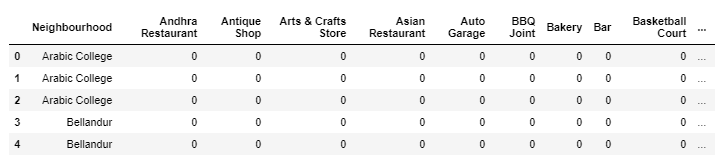 Neighbourhood Andhra Restaurant Antique Shop Arts & Crafts Store Asian Restaurant Auto Garage BBQ Joint Bakery Bar Basketball Court ...
0 Arabic College 0 0 0 0 0 0 0 0 0 ...
1 Arabic College 0 0 0 0 0 0 0 0 0 ...
2 Arabic College 0 0 0 0 0 0 0 0 0 ...
3 Bellandur 0 0 0 0 0 0 0 0 0 ...
4 Bellandur 0 0 0 0 0 0 0 0 0 ...